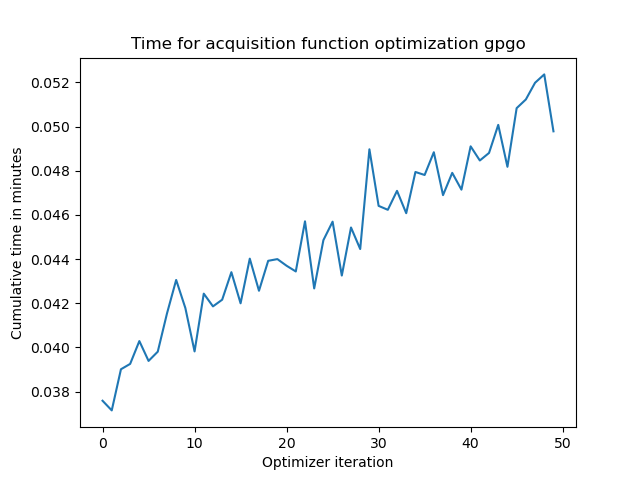 Time for acquisition function optimization gpgo
0.052
0.050
0.048
0.046
0.044
0.042
0.040
0.038
Cumulative time in minutes
0 10 20 30 40 50
Optimizer iteration